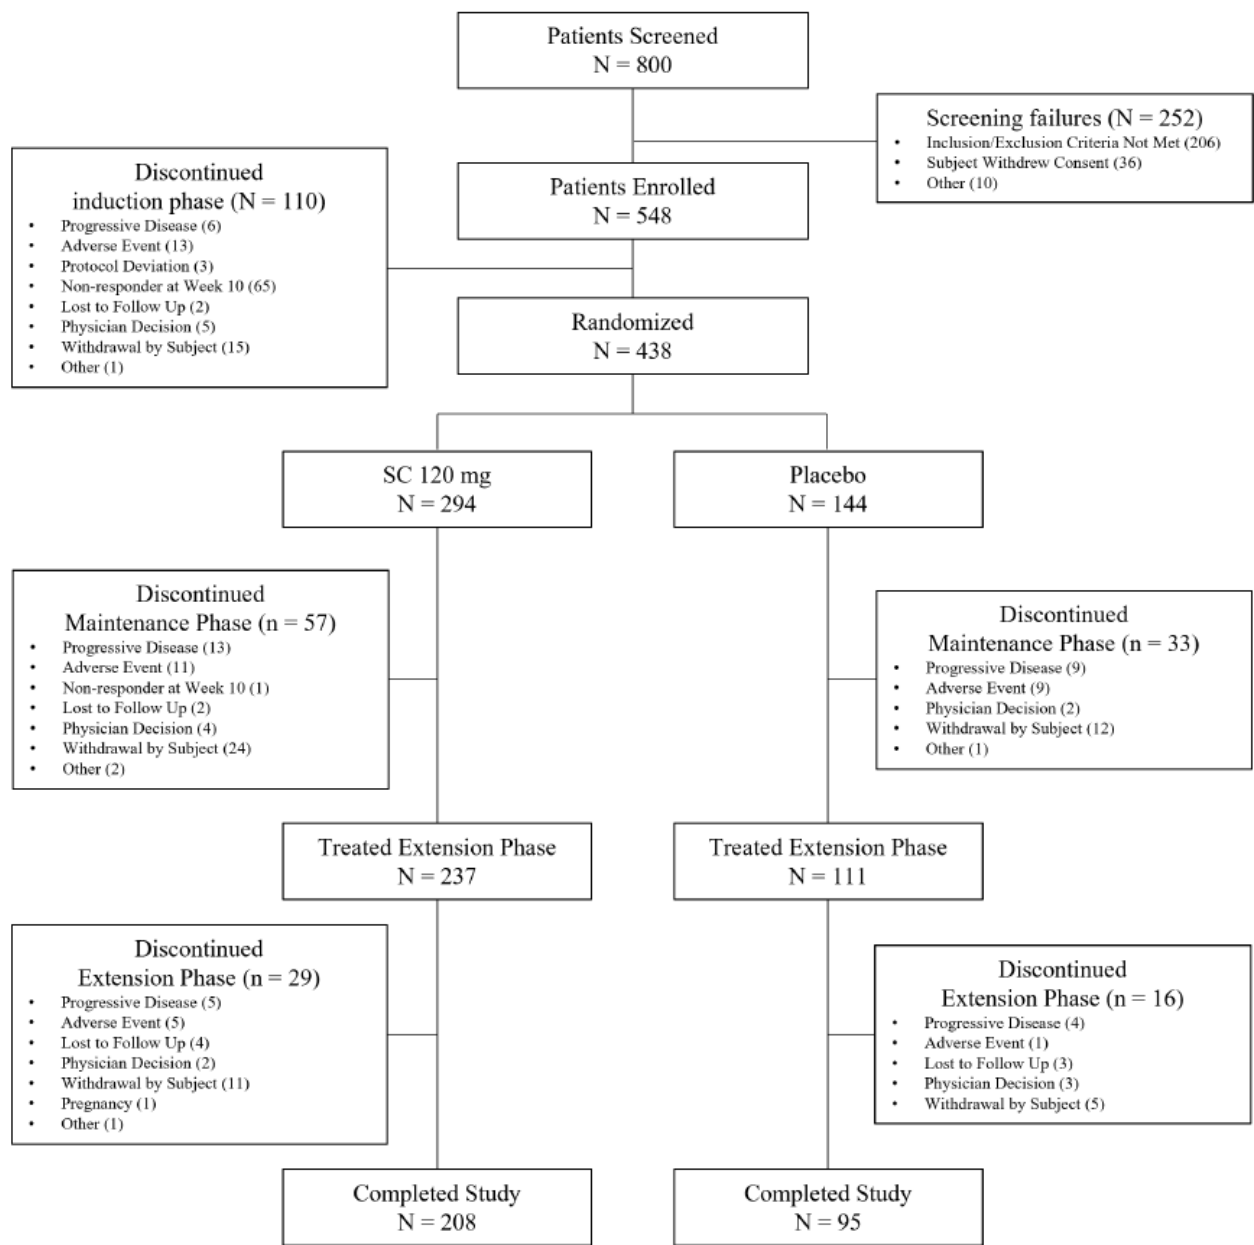 Patients Screened
N = 800
Screening failures (N = 252)
• Inclusion/Exclusion Criteria Not Met (206)
• Subject Withdrew Consent (36)
• Other (10)
Patients Enrolled
N = 548
Discontinued
induction phase (N = 110)
• Progressive Disease (6)
• Adverse Event (13)
• Protocol Deviation (3)
• Non-responder at Week 10 (65)
• Lost to Follow Up (2)
• Physician Decision (5)
• Withdrawal by Subject (15)
• Other (1)
Randomized
N = 438
SC 120 mg
N = 294
Placebo
N = 144
Discontinued
Maintenance Phase (n = 57)
• Progressive Disease (13)
• Adverse Event (11)
• Non-responder at Week 10 (1)
• Lost to Follow Up (2)
• Physician Decision (4)
• Withdrawal by Subject (24)
• Other (2)
Discontinued
Maintenance Phase (n = 33)
• Progressive Disease (9)
• Adverse Event (9)
• Physician Decision (2)
• Withdrawal by Subject (12)
• Other (1)
Treated Extension Phase
N = 237
Treated Extension Phase
N = 111
Discontinued
Extension Phase (n = 29)
• Progressive Disease (5)
• Adverse Event (5)
• Lost to Follow Up (4)
• Physician Decision (2)
• Withdrawal by Subject (11)
• Pregnancy (1)
• Other (1)
Discontinued
Extension Phase (n = 16)
• Progressive Disease (4)
• Adverse Event (1)
• Lost to Follow Up (3)
• Physician Decision (3)
• Withdrawal by Subject (5)
Completed Study
N = 208
Completed Study
N = 95